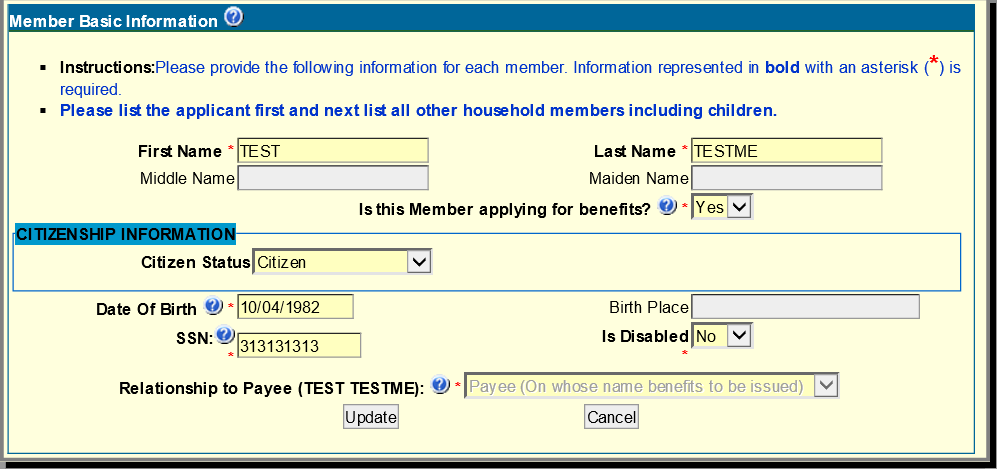 Member Basic Information
Instructions:Please provide the following information for each member. Information represented in bold with an asterisk (*) is
required.
Please list the applicant first and next list all other household members including children.
First Name * TEST Last Name * TESTME
Middle Name Maiden Name
Is this Member applying for benefits? * Yes
CITIZENSHIP INFORMATION
Citizen Status Citizen
Date Of Birth * 10/04/1982 Birth Place
SSN: * 313131313 Is Disabled * No
Relationship to Payee (TEST TESTME): * Payee (On whose name benefits to be issued)
Update Cancel